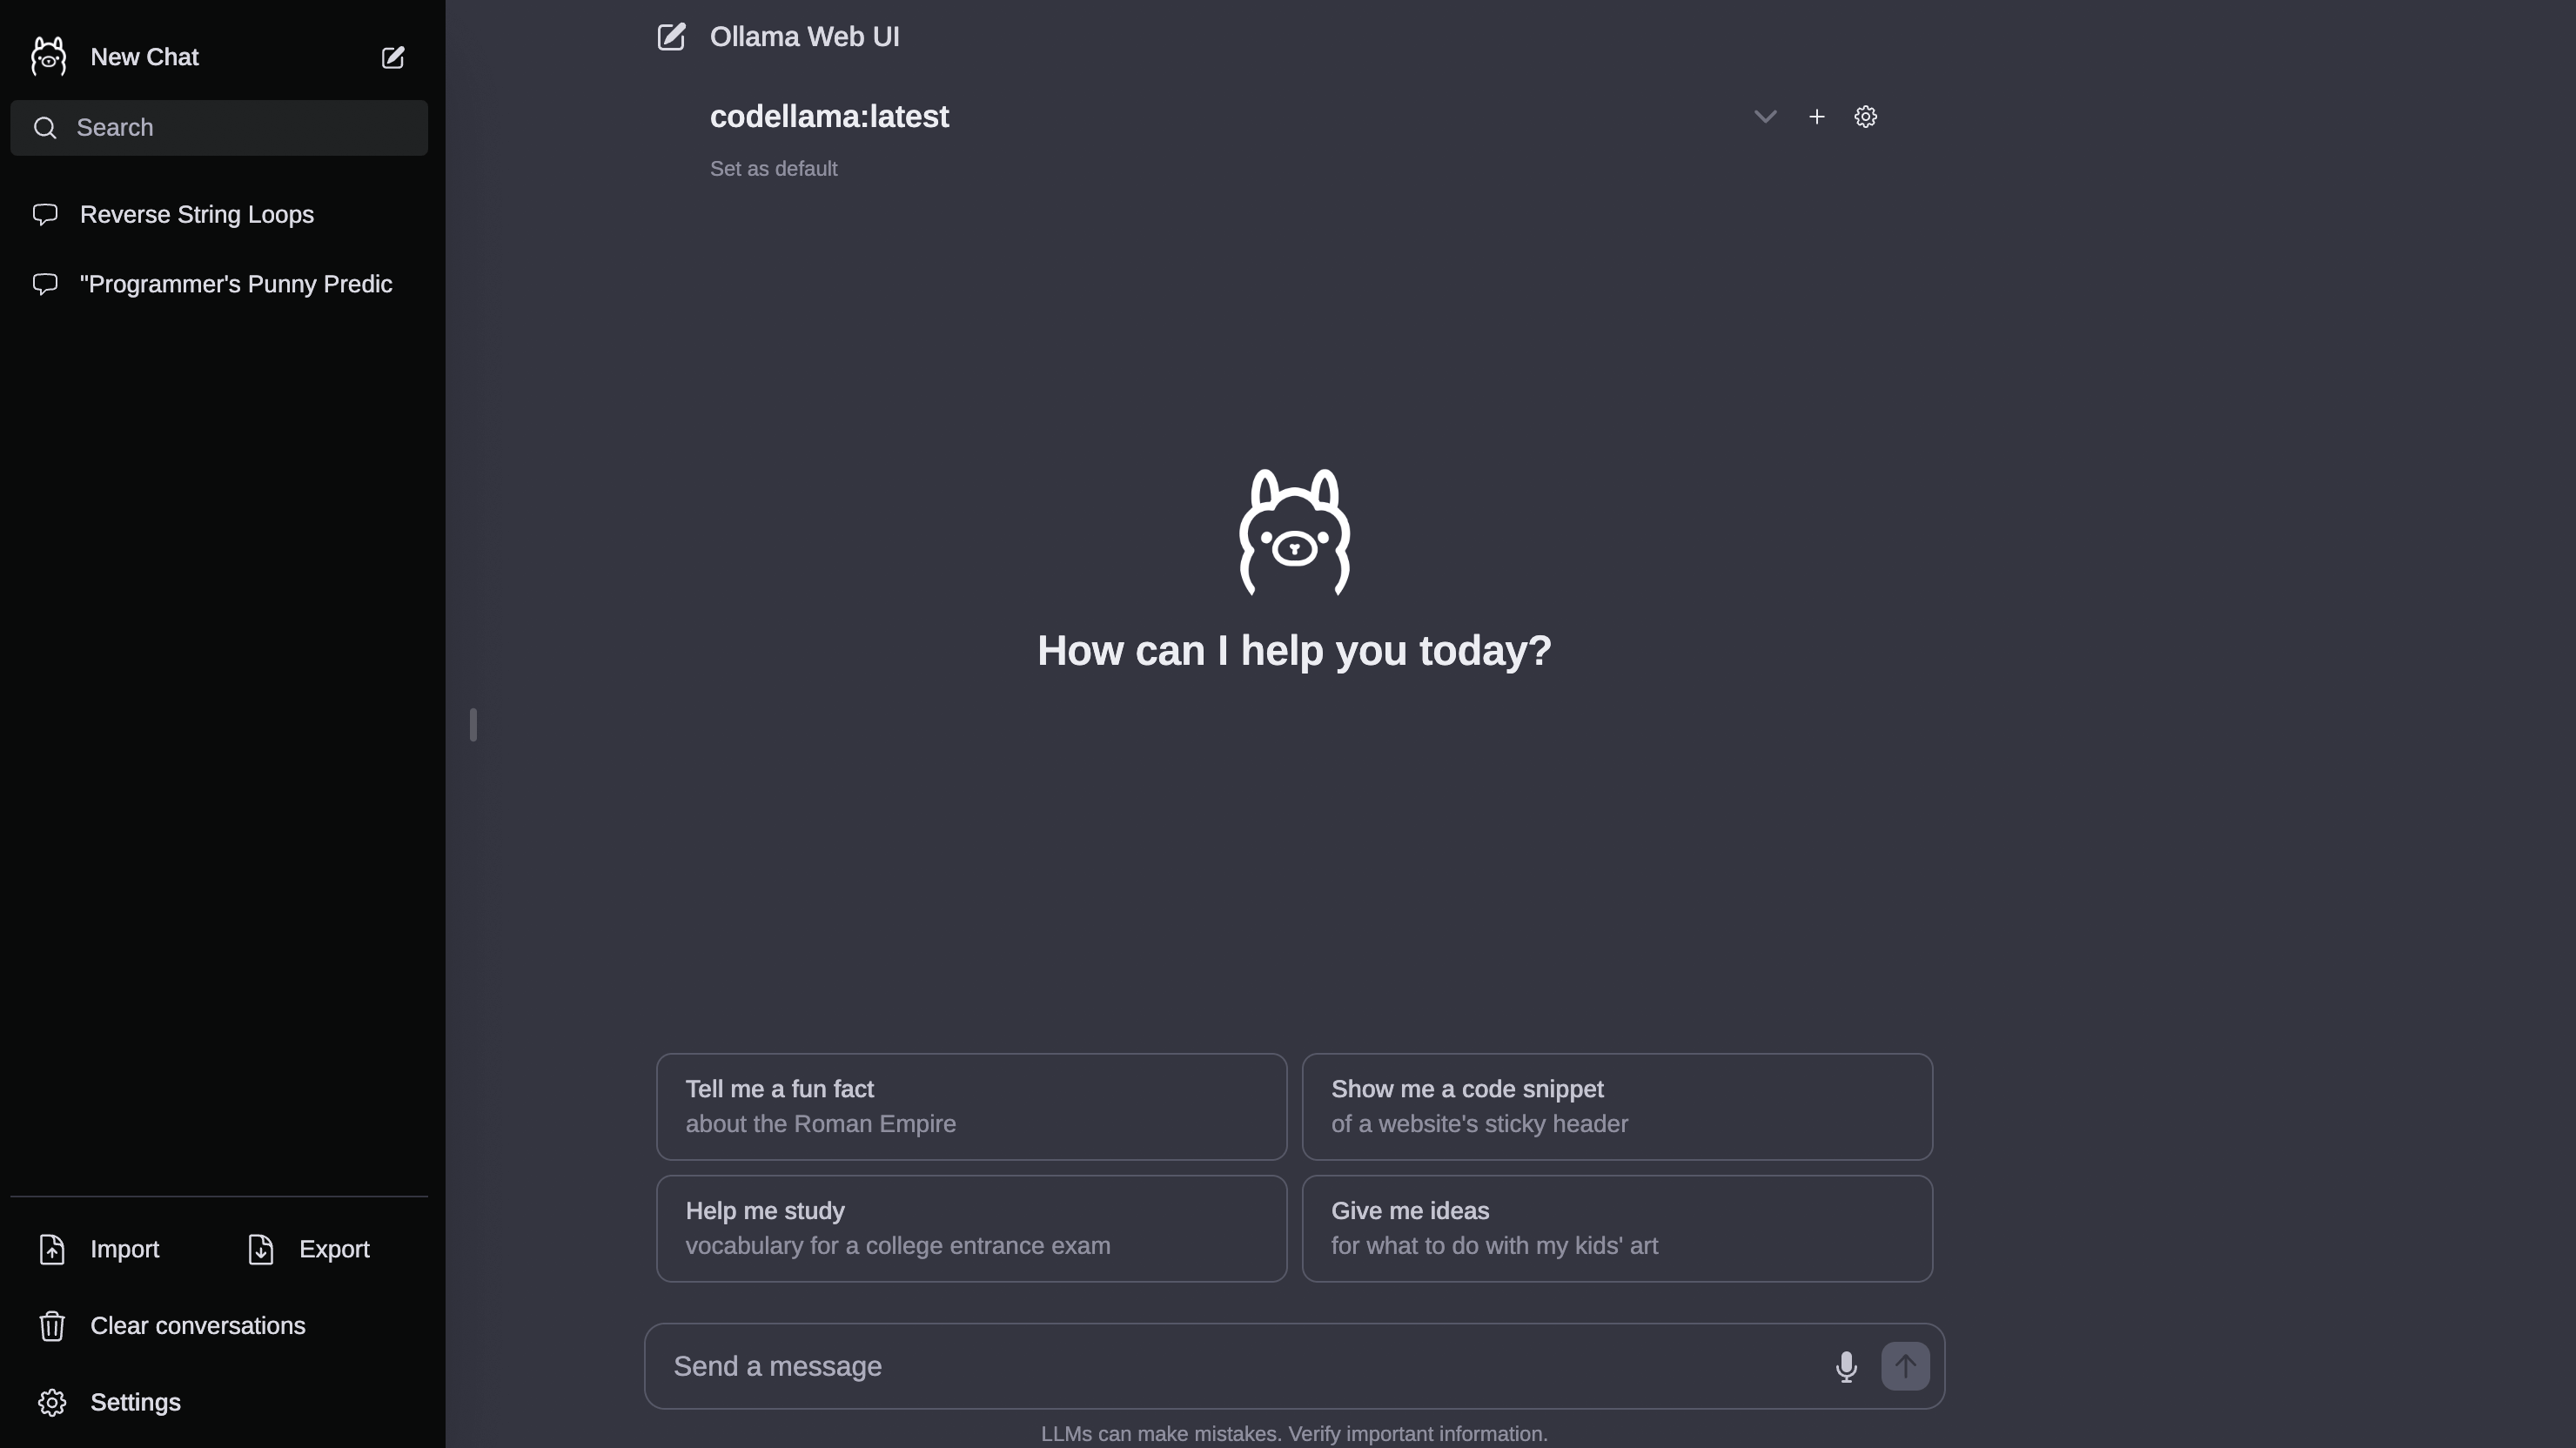 New Chat
Search
Reverse String Loops
"Programmer's Punny Predic
Import
Export
Clear conversations
Settings
Ollama Web UI
codellama:latest
Set as default
How can I help you today?
Tell me a fun fact
about the Roman Empire
Show me a code snippet
of a website's sticky header
Help me study
vocabulary for a college entrance exam
Give me ideas
for what to do with my kids' art
Send a message
LLMs can make mistakes. Verify important information.